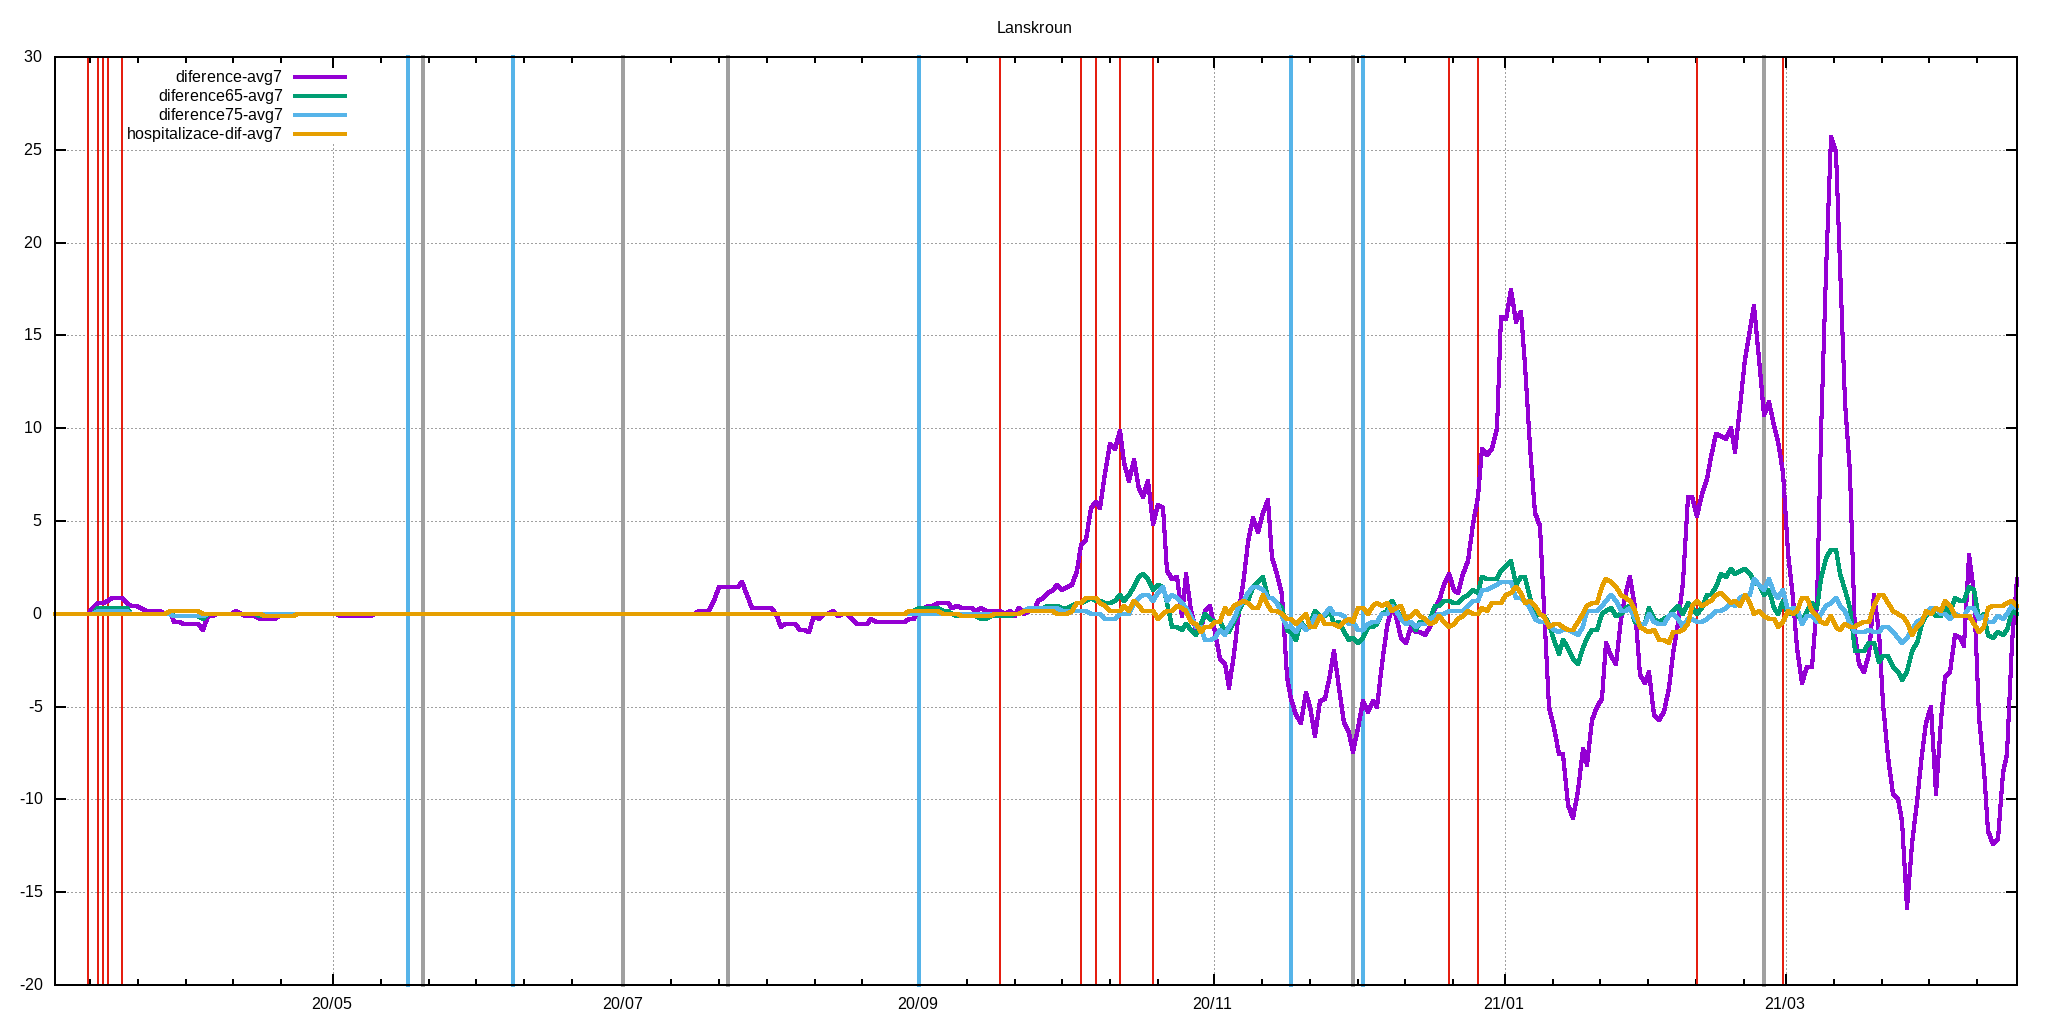 Lanskroun
30
25
20
15
10
5
0
-5
-10
-15
-20
diference-avg7
diference65-avg7
diference75-avg7
hospitalizace-dif-avg7
20/05 20/07 20/09 20/11 21/01 21/03